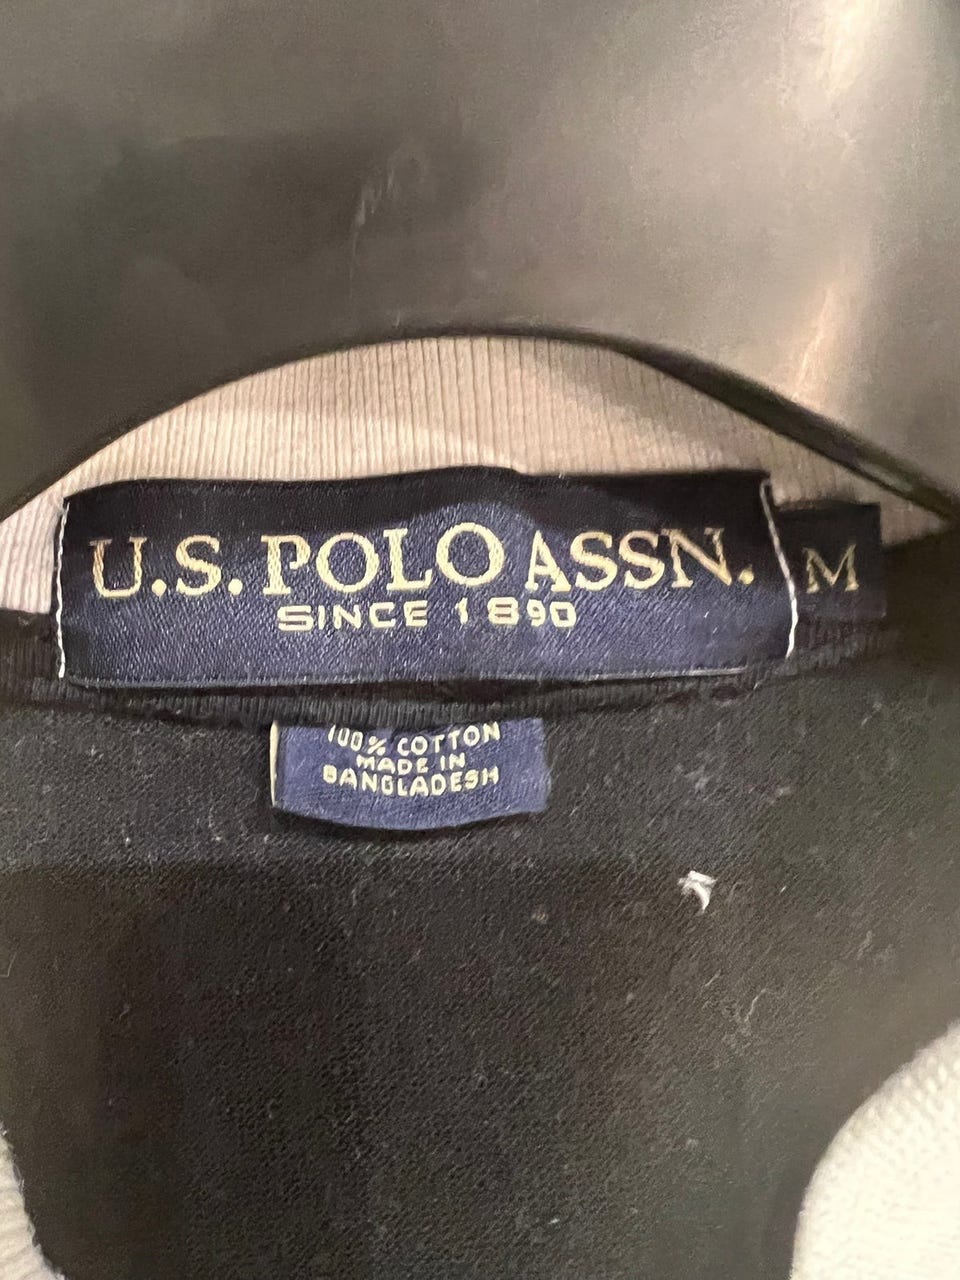 U.S. POLO ASSN.
SINCE 1890
M
100% COTTON
MADE IN
BANGLADESH